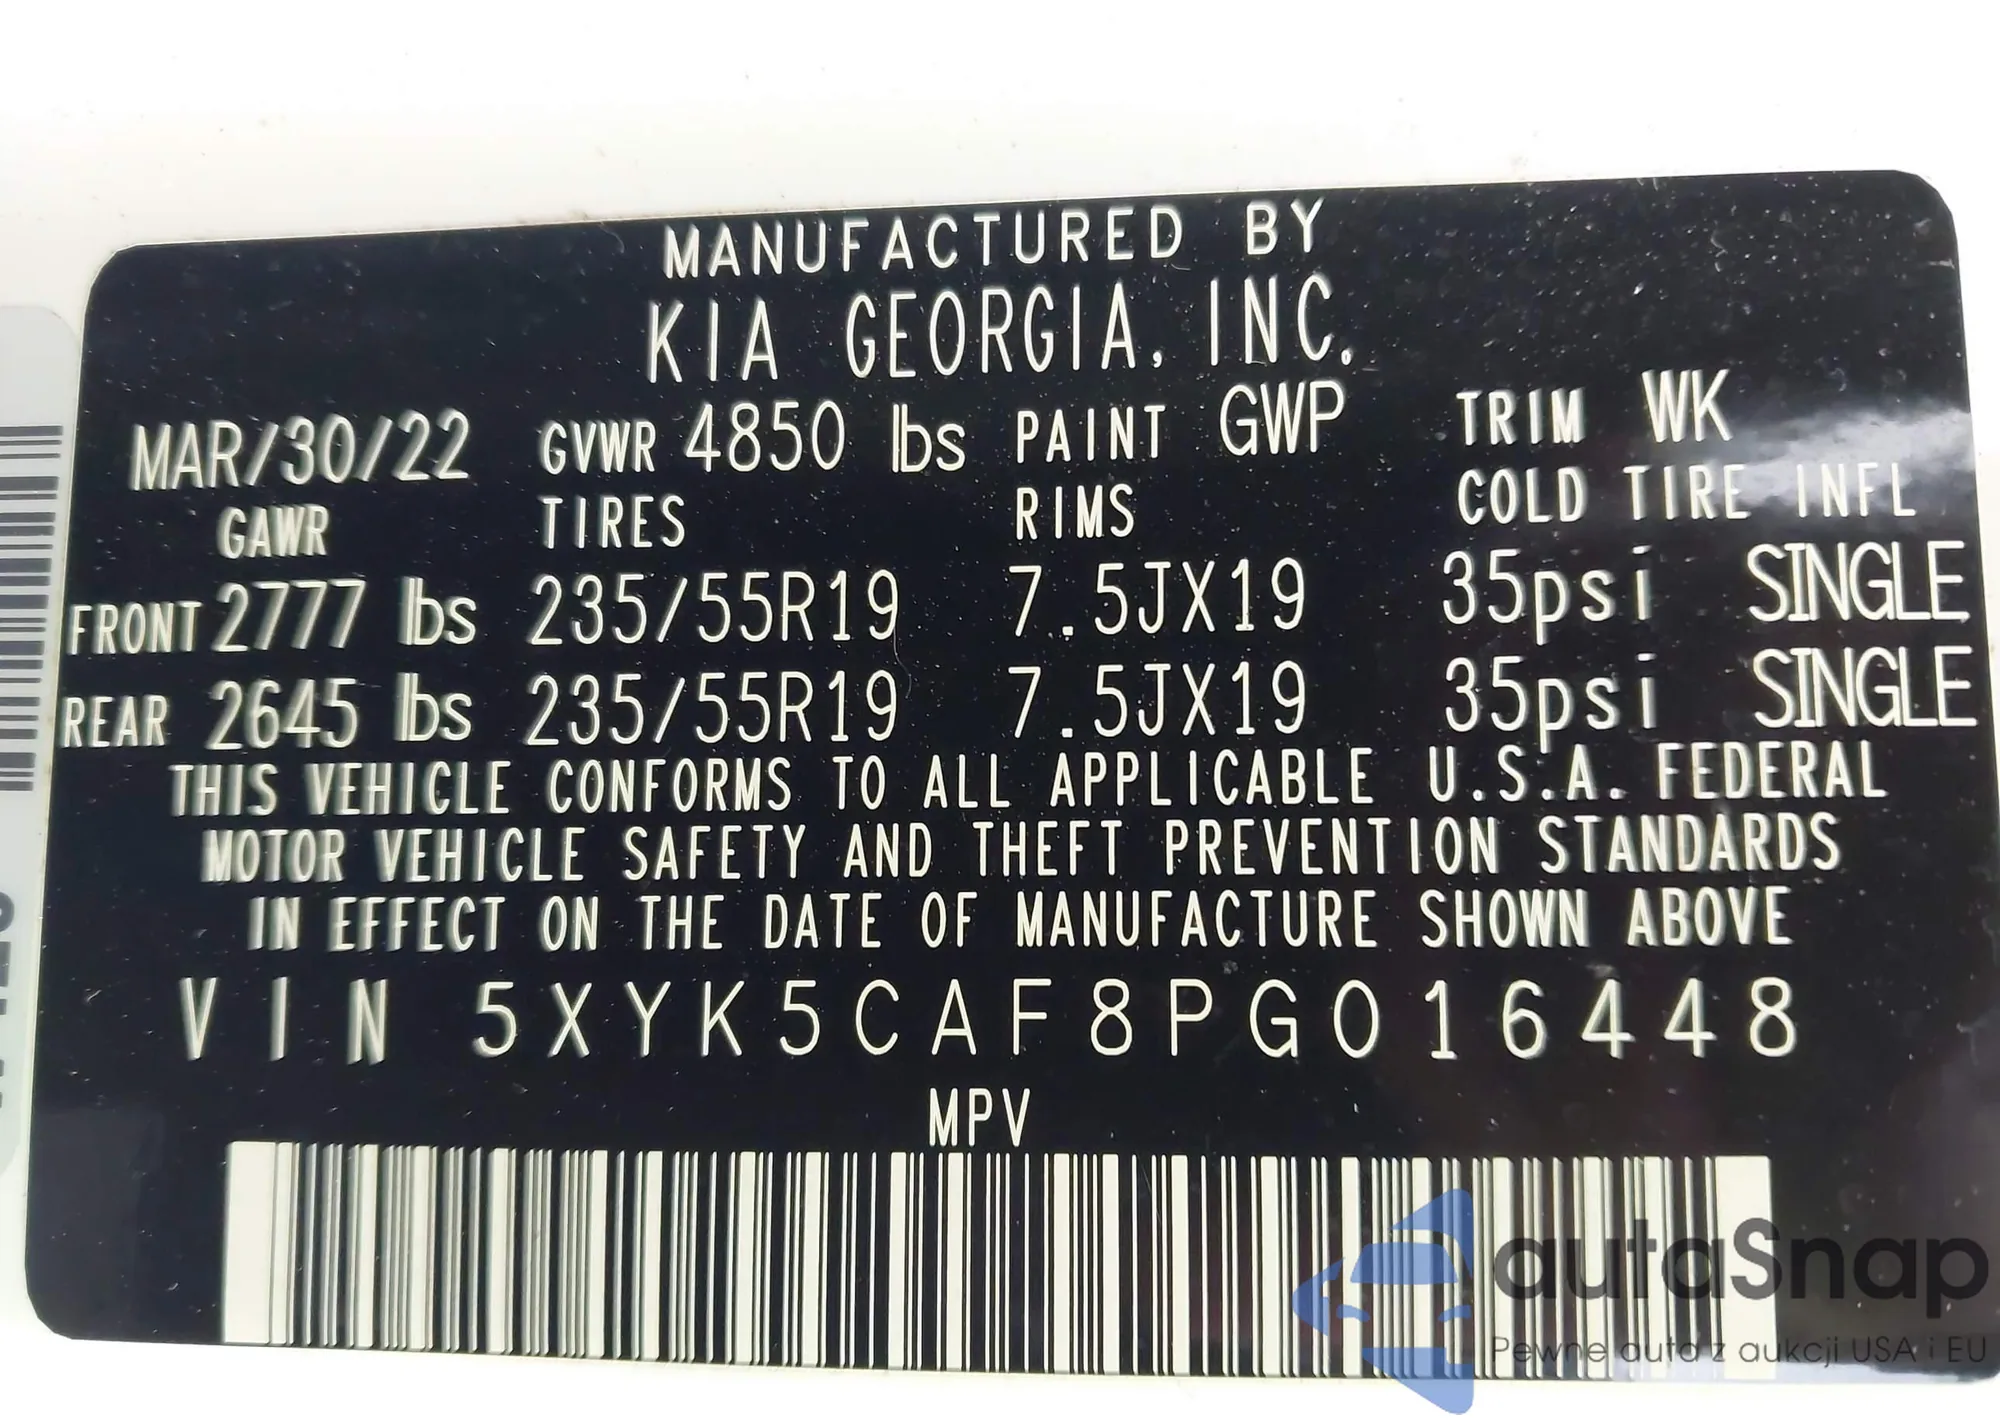 MANUFACTURED BY
KIA GEORGIA, INC.
MAR/30/22 GVWR 4850 lbs PAINT GWP TRIM WK
GAWR TIRES RIMS COLD TIRE INFL
FRONT 2777 lbs 235/55R19 7.5JX19 35psi SINGLE
REAR 2645 lbs 235/55R19 7.5JX19 35psi SINGLE
THIS VEHICLE CONFORMS TO ALL APPLICABLE U.S.A. FEDERAL
MOTOR VEHICLE SAFETY AND THEFT PREVENTION STANDARDS
IN EFFECT ON THE DATE OF MANUFACTURE SHOWN ABOVE
VIN 5XYK5CAF8PG016448
MPV
autaSnap
Pewne auta z aukcji USA i EU